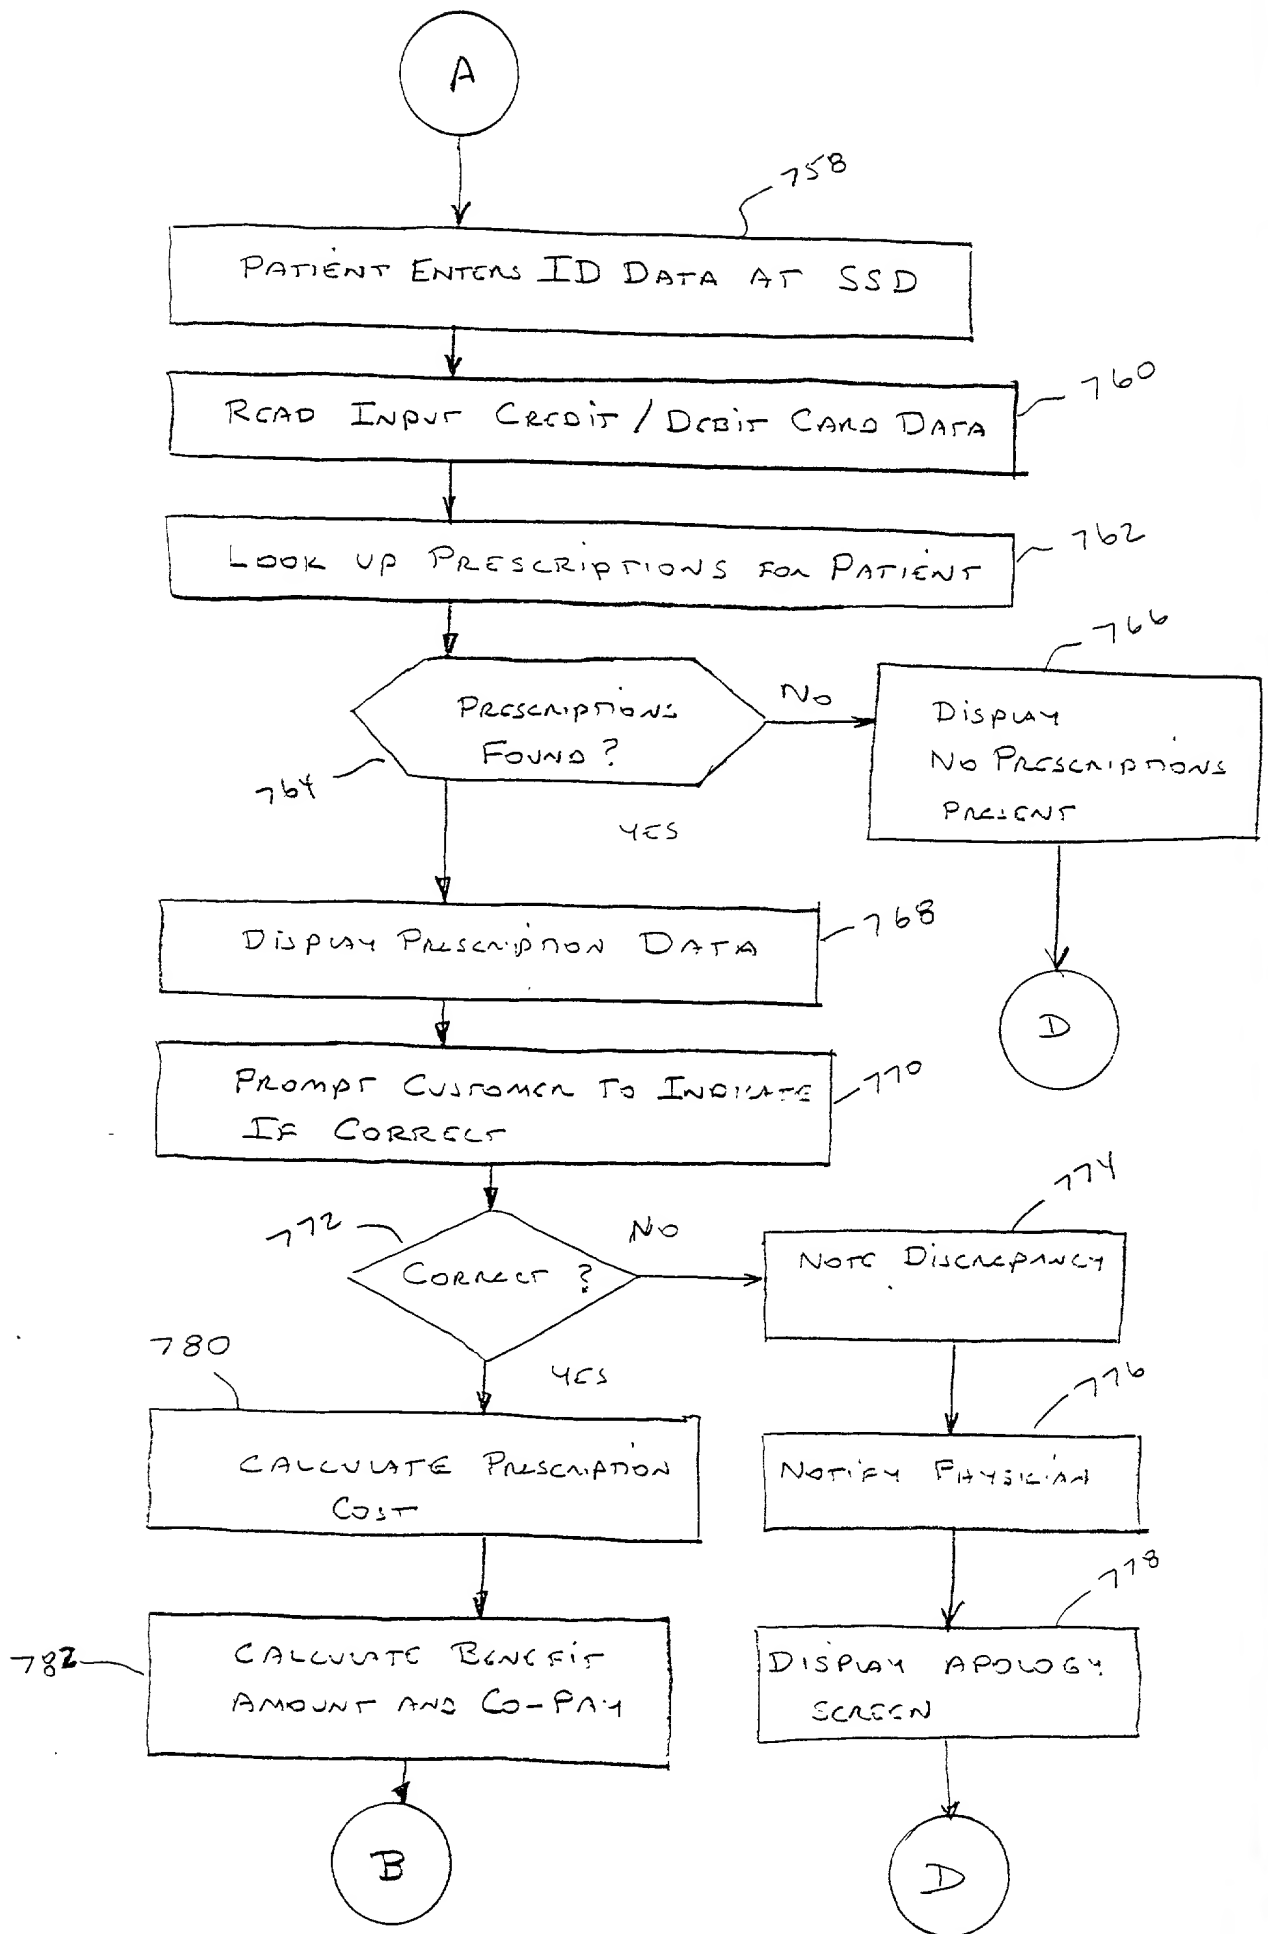 A
758
PATIENT ENTERS ID DATA AT SSD
760
READ INPUT CREDIT / DEBIT CARD DATA
762
LOOK UP PRESCRIPTIONS FOR PATIENT
766
PRESCRIPTIONS
FOUND ?
764
NO
DISPLAY
NO PRESCRIPTIONS
PRESENT
YES
768
DISPLAY PRESCRIPTION DATA
D
770
PROMPT CUSTOMER TO INDICATE
IF CORRECT
774
772
CORRECT ?
NO
NOTE DISCREPANCY
YES
780
776
CALCULATE PRESCRIPTION
COST
NOTIFY PHYSICIAN
778
782
CALCULATE BENEFIT
AMOUNT AND CO-PAY
DISPLAY APOLOGY
SCREEN
B
D